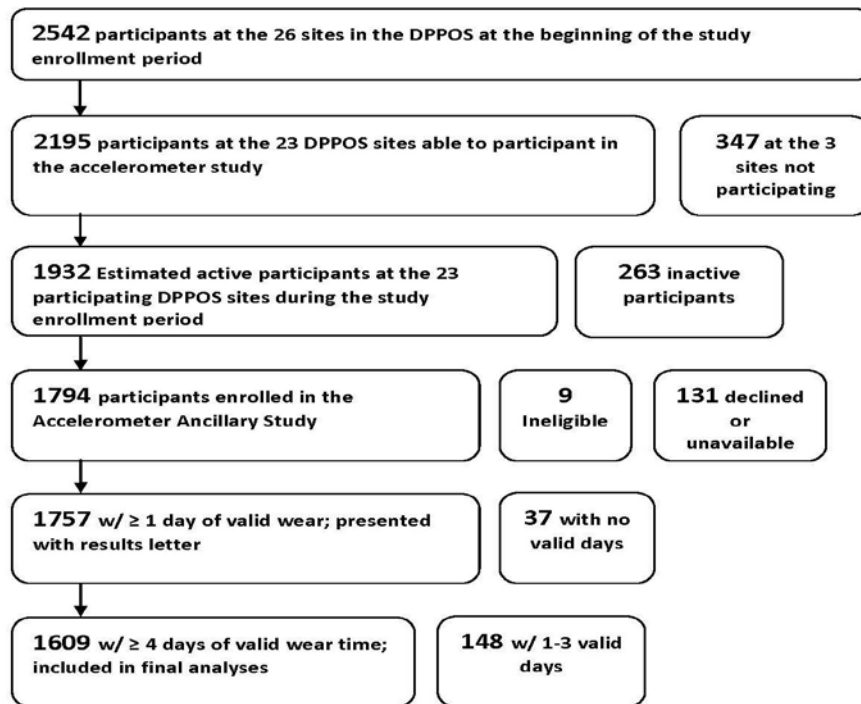 2542 participants at the 26 sites in the DPPOS at the beginning of the study
enrollment period
2195 participants at the 23 DPPOS sites able to participant in
the accelerometer study
347 at the 3
sites not
participating
1932 Estimated active participants at the 23
participating DPPOS sites during the study
enrollment period
263 inactive
participants
1794 participants enrolled in the
Accelerometer Ancillary Study
9
Ineligible
131 declined
or
unavailable
1757 w/ ≥ 1 day of valid wear; presented
with results letter
37 with no
valid days
1609 w/ ≥ 4 days of valid wear time;
included in final analyses
148 w/ 1-3 valid
days